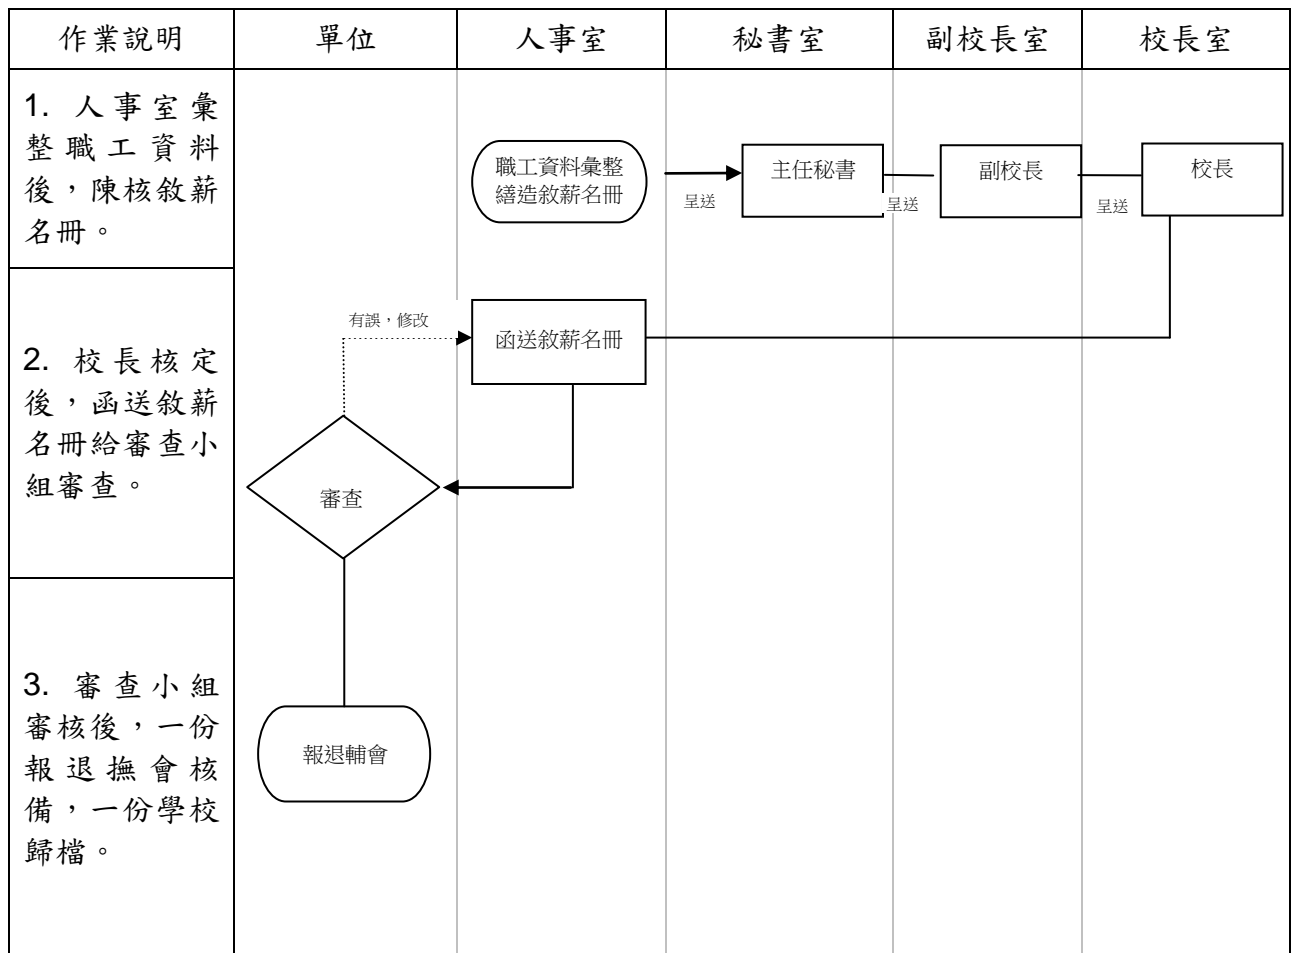 作業說明
單位
人事室
秘書室
副校長室
校長室
1. 人事室彙
整職工資料
後，陳核敘薪
名冊。
職工資料彙整
繕造敘薪名冊
呈送
主任秘書
呈送
副校長
呈送
校長
2. 校長核定
後，函送敘薪
名冊給審查小
組審查。
有誤，修改
函送敘薪名冊
審查
3. 審查小組
審核後，一份
報退撫會核
備，一份學校
歸檔。
報退輔會